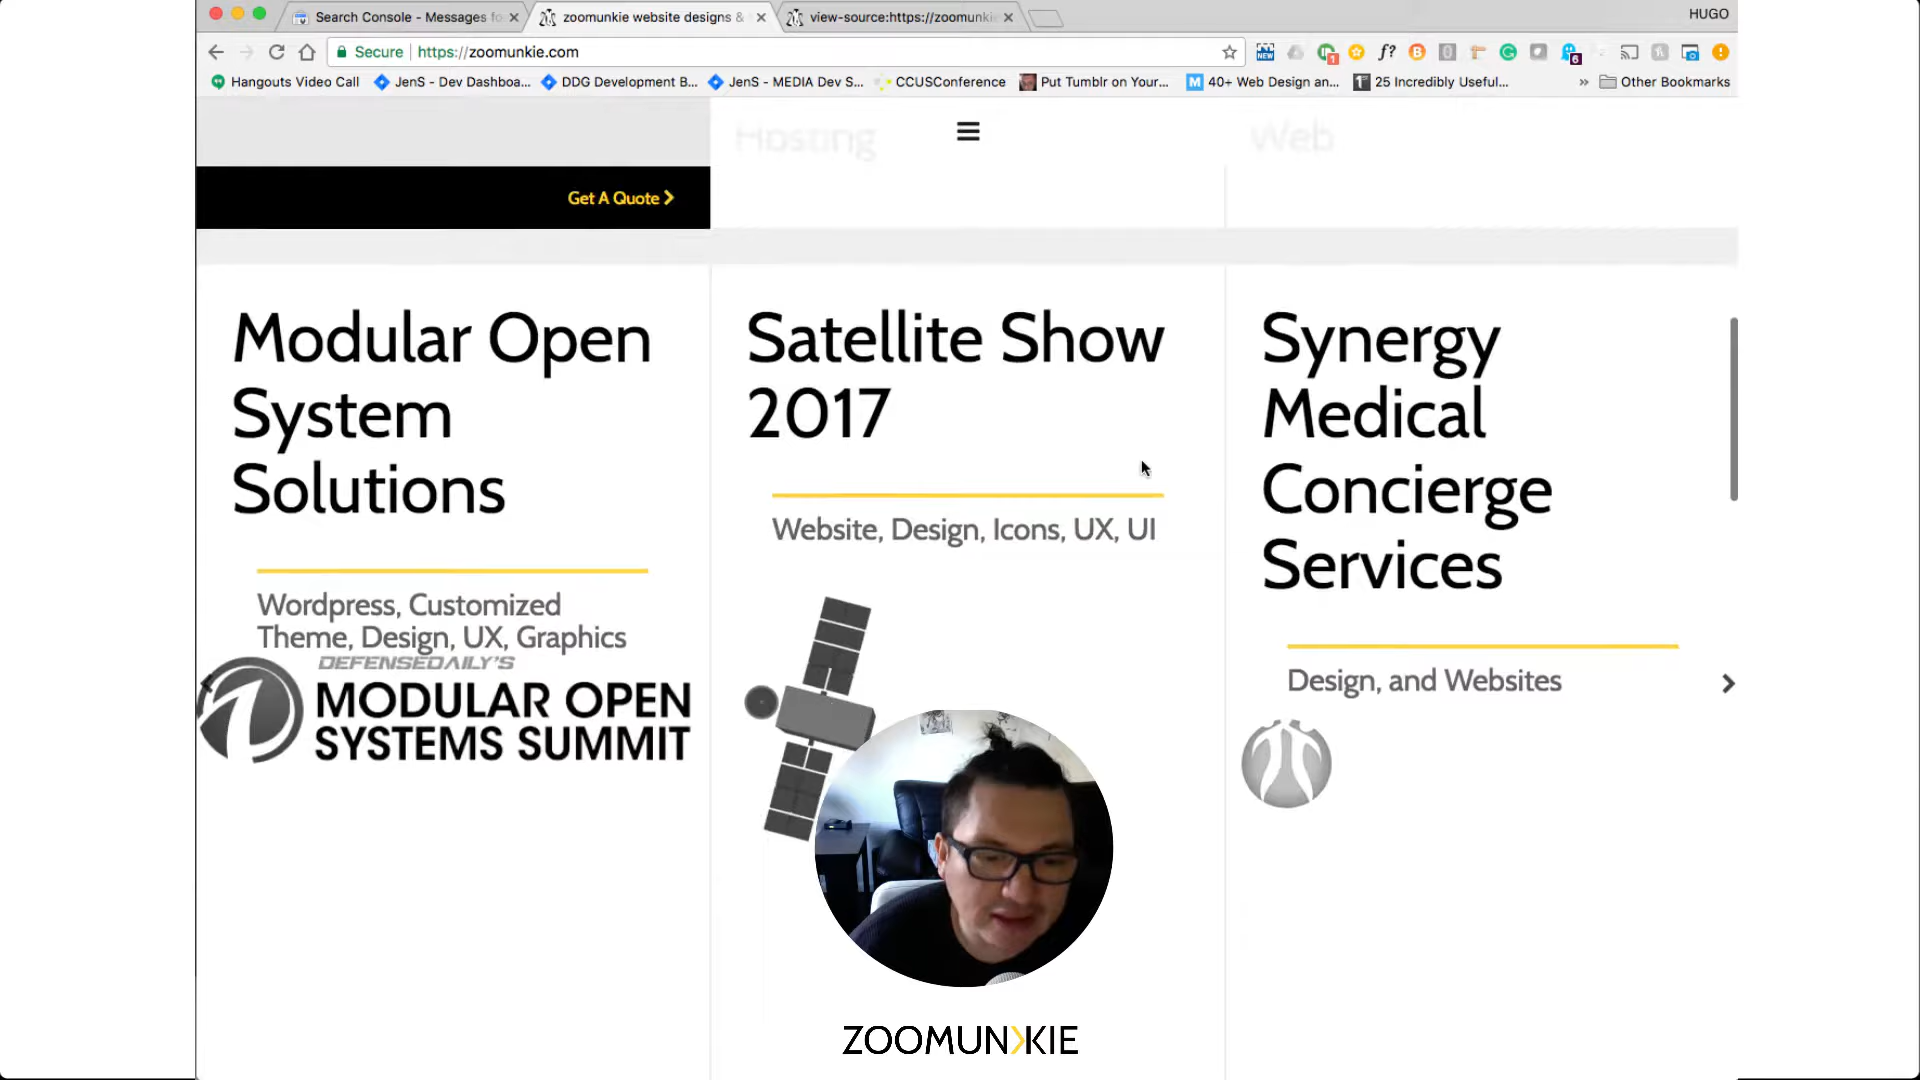 Search Console - Messages fo
zoomunkie website designs &
view-source:https://zoomunkie
HUGO
Secure
https://zoomunkie.com
Hangouts Video Call
JenS - Dev Dashboa...
DDG Development B...
JenS - MEDIA Dev S...
CCUSConference
Put Tumblr on Your...
40+ Web Design an...
25 Incredibly Useful...
Other Bookmarks
Hosting
Web
Get A Quote
Modular Open
System
Solutions
Wordpress, Customized
Theme, Design, UX, Graphics
DEFENSEDAILY'S
MODULAR OPEN
SYSTEMS SUMMIT
Satellite Show
2017
Website, Design, Icons, UX, UI
Synergy
Medical
Concierge
Services
Design, and Websites
ZOOMUNKIE